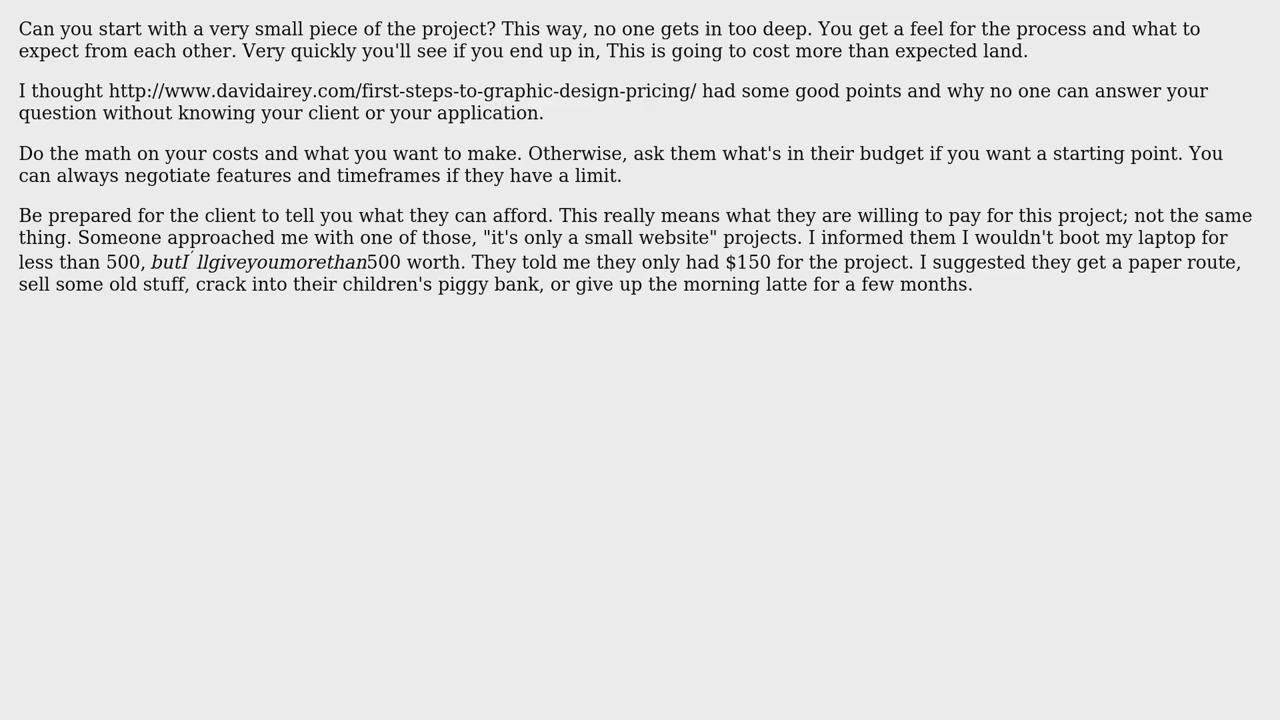 Can you start with a very small piece of the project? This way, no one gets in too deep. You get a feel for the process and what to
expect from each other. Very quickly you'll see if you end up in, This is going to cost more than expected land.
I thought http://www.davidairey.com/first-steps-to-graphic-design-pricing/ had some good points and why no one can answer your
question without knowing your client or your application.
Do the math on your costs and what you want to make. Otherwise, ask them what's in their budget if you want a starting point. You
can always negotiate features and timeframes if they have a limit.
Be prepared for the client to tell you what they can afford. This really means what they are willing to pay for this project; not the same
thing. Someone approached me with one of those, "it's only a small website" projects. I informed them I wouldn't boot my laptop for
less than 500, butI′llgiveyoumorethan500 worth. They told me they only had $150 for the project. I suggested they get a paper route,
sell some old stuff, crack into their children's piggy bank, or give up the morning latte for a few months.